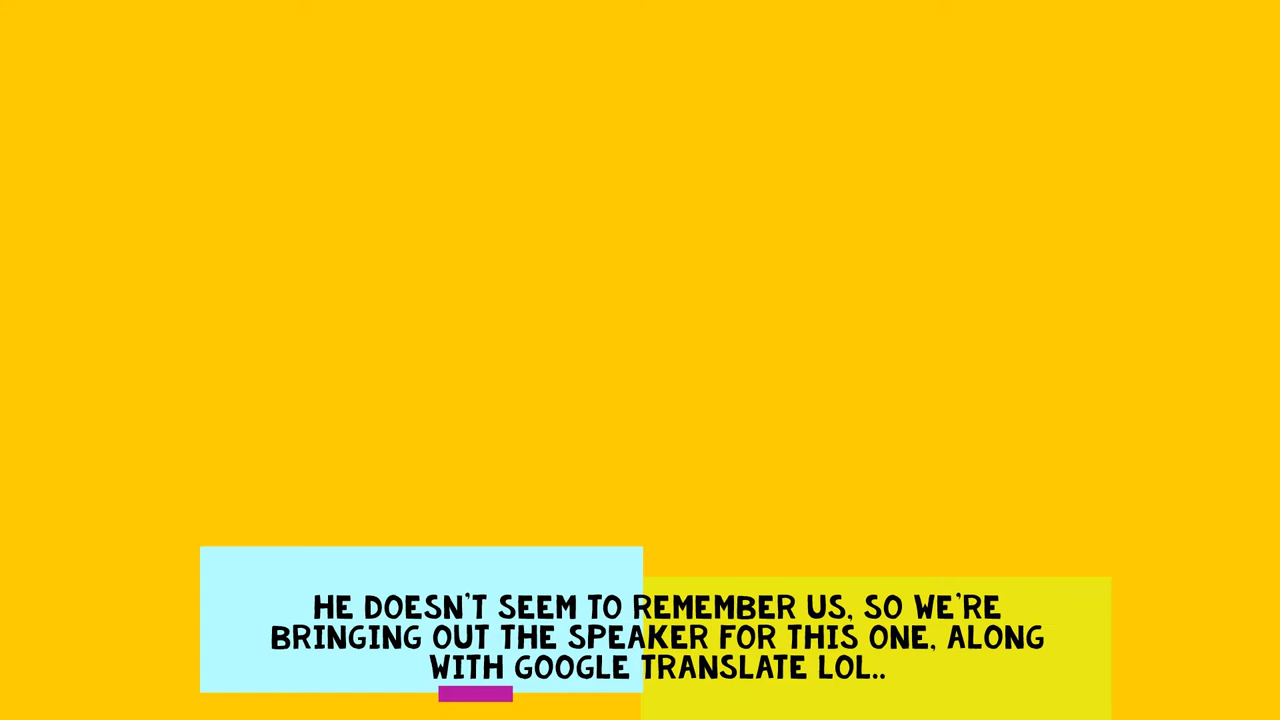 HE DOESN'T SEEM TO REMEMBER US, SO WE'RE
BRINGING OUT THE SPEAKER FOR THIS ONE, ALONG
WITH GOOGLE TRANSLATE LOL..